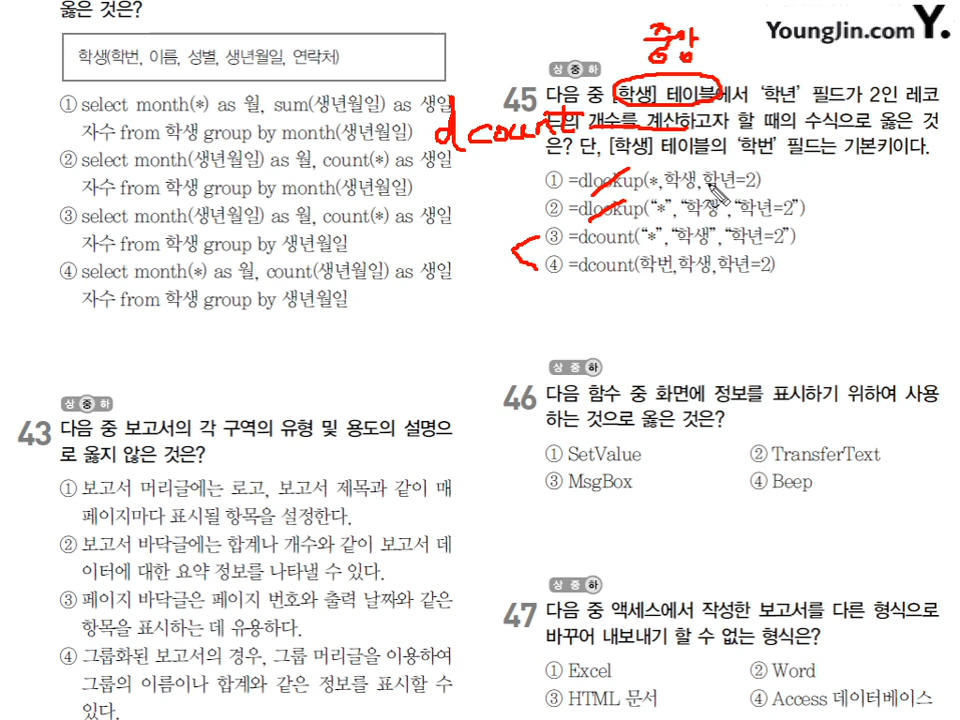 옳은 것은?
학생(학번, 이름, 성별, 생년월일, 연락처)
① select month(*) as 월, sum(생년월일) as 생일
자수 from 학생 group by month(생년월일)
② select month(생년월일) as 월, count(*) as 생일
자수 from 학생 group by month(생년월일)
③ select month(생년월일) as 월, count(*) as 생일
자수 from 학생 group by 생년월일
④ select month(*) as 월, count(생년월일) as 생일
자수 from 학생 group by 생년월일
상 중 하
43 다음 중 보고서의 각 구역의 유형 및 용도의 설명으
로 옳지 않은 것은?
① 보고서 머리글에는 로고, 보고서 제목과 같이 매
페이지마다 표시될 항목을 설정한다.
② 보고서 바닥글에는 합계나 개수와 같이 보고서 데
이터에 대한 요약 정보를 나타낼 수 있다.
③ 페이지 바닥글은 페이지 번호와 출력 날짜와 같은
항목을 표시하는 데 유용하다.
④ 그룹화된 보고서의 경우, 그룹 머리글을 이용하여
그룹의 이름이나 합계와 같은 정보를 표시할 수
있다.
YoungJin.com Y.
중앙
상 중 하
45 다음 중 [학생] 테이블에서 ‘학년’ 필드가 2인 레코
드의 개수를 계산하고자 할 때의 수식으로 옳은 것
은? 단, [학생] 테이블의 ‘학번’ 필드는 기본키이다.
dcount
① =dlookup(*,학생,학년=2)
② =dlookup(“*”,“학생”,“학년=2”)
③ =dcount(“*”,“학생”,“학년=2”)
④ =dcount(학번,학생,학년=2)
상 중 하
46 다음 함수 중 화면에 정보를 표시하기 위하여 사용
하는 것으로 옳은 것은?
① SetValue ② TransferText
③ MsgBox ④ Beep
상 중 하
47 다음 중 액세스에서 작성한 보고서를 다른 형식으로
바꾸어 내보내기 할 수 없는 형식은?
① Excel ② Word
③ HTML 문서 ④ Access 데이터베이스